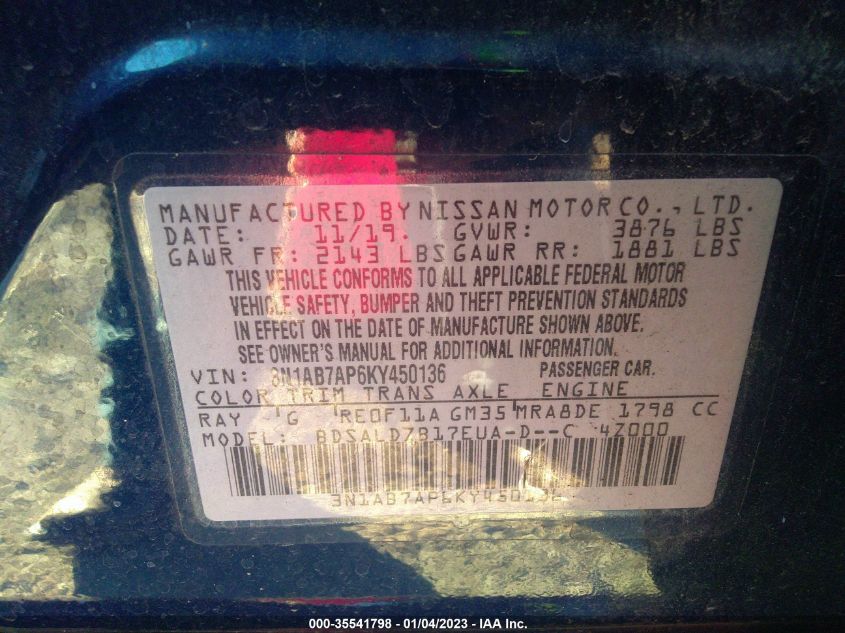 MANUFACTURED BY NISSAN MOTOR CO., LTD.
DATE: 11/19. GVWR: 3876 LBS
GAWR FR: 2143 LBS GAWR RR: 1881 LBS
THIS VEHICLE CONFORMS TO ALL APPLICABLE FEDERAL MOTOR
VEHICLE SAFETY, BUMPER AND THEFT PREVENTION STANDARDS
IN EFFECT ON THE DATE OF MANUFACTURE SHOWN ABOVE.
SEE OWNER'S MANUAL FOR ADDITIONAL INFORMATION.
VIN: 3N1AB7AP6KY450136 PASSENGER CAR.
COLOR TRIM TRANS AXLE ENGINE
RAY G RE0F11A GM35 MRA8DE 1798 CC
MODEL: BDSALDZB17EUA-D--C 4Z000
3N1AB7AP6KY450136
000-35541798 - 01/04/2023 - IAA Inc.